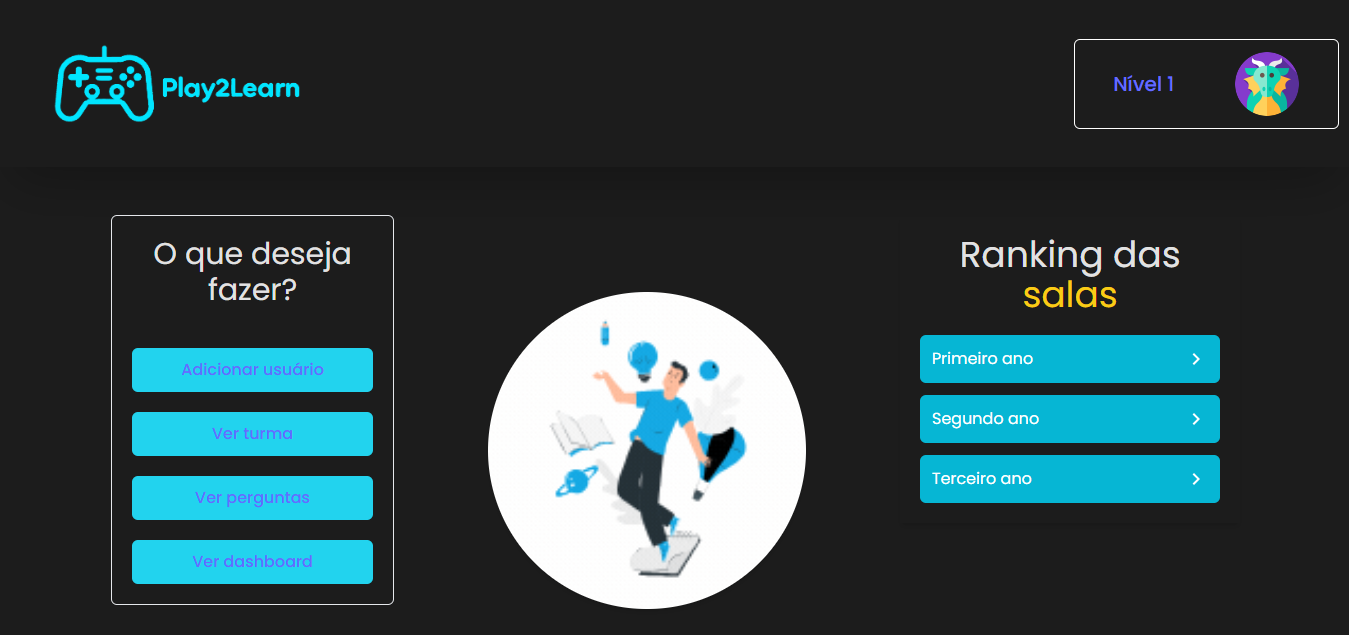 Play2Learn
Nível 1
O que deseja
fazer?
Adicionar usuário
Ver turma
Ver perguntas
Ver dashboard
Ranking das
salas
Primeiro ano
Segundo ano
Terceiro ano